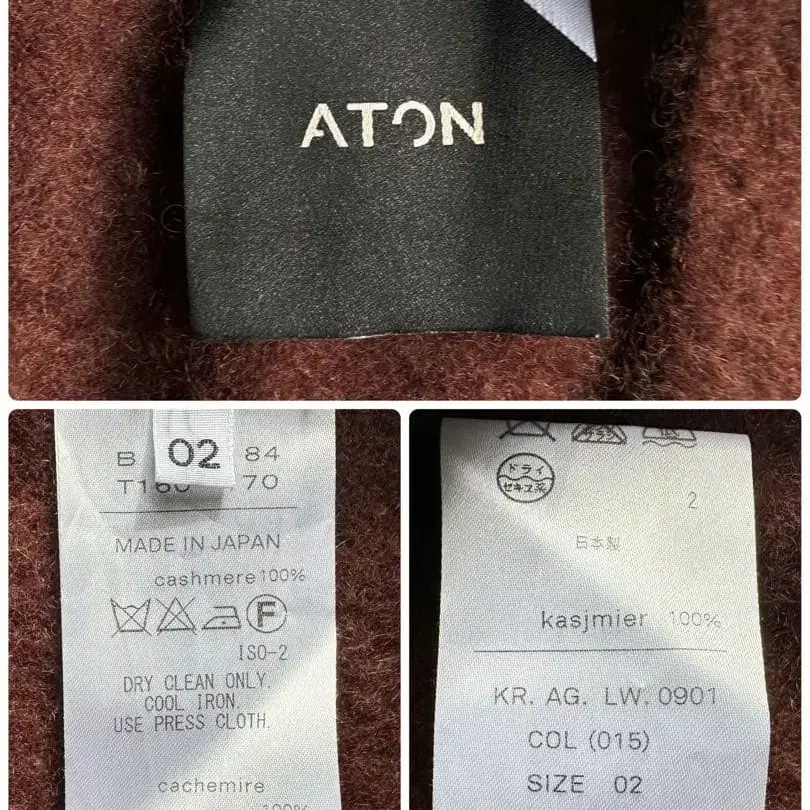 ATON
02
B 84
T160 170
MADE IN JAPAN
cashmere100%
F
ISO-2
DRY CLEAN ONLY.
COOL IRON.
USE PRESS CLOTH.
cachemire
100%
ドライ
セキユ系
2
日本製
kasjmier 100%
KR. AG. LW. 0901
COL (015)
SIZE 02